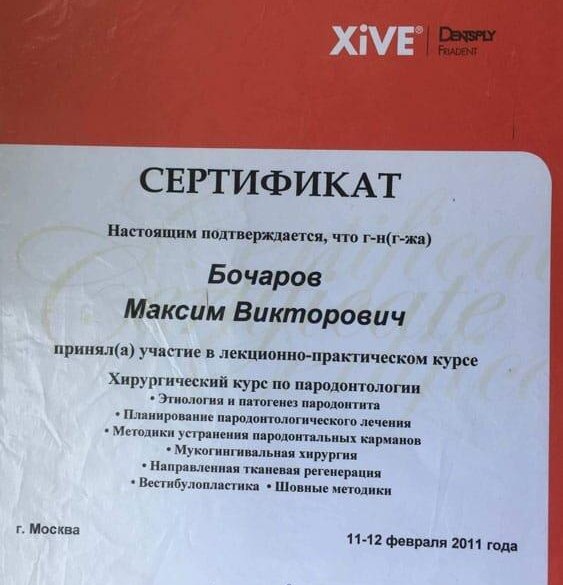 XiVE® DENTSPLY
FRIADENT
СЕРТИФИКАТ
Настоящим подтверждается, что г-н(г-жа)
Бочаров
Максим Викторович
принял(а) участие в лекционно-практическом курсе
Хирургический курс по пародонтологии
• Этиология и патогенез пародонтита
• Планирование пародонтологического лечения
• Методики устранения пародонтальных карманов
• Мукогингивальная хирургия
• Направленная тканевая регенерация
• Вестибулопластика • Шовные методики
г. Москва
11-12 февраля 2011 года